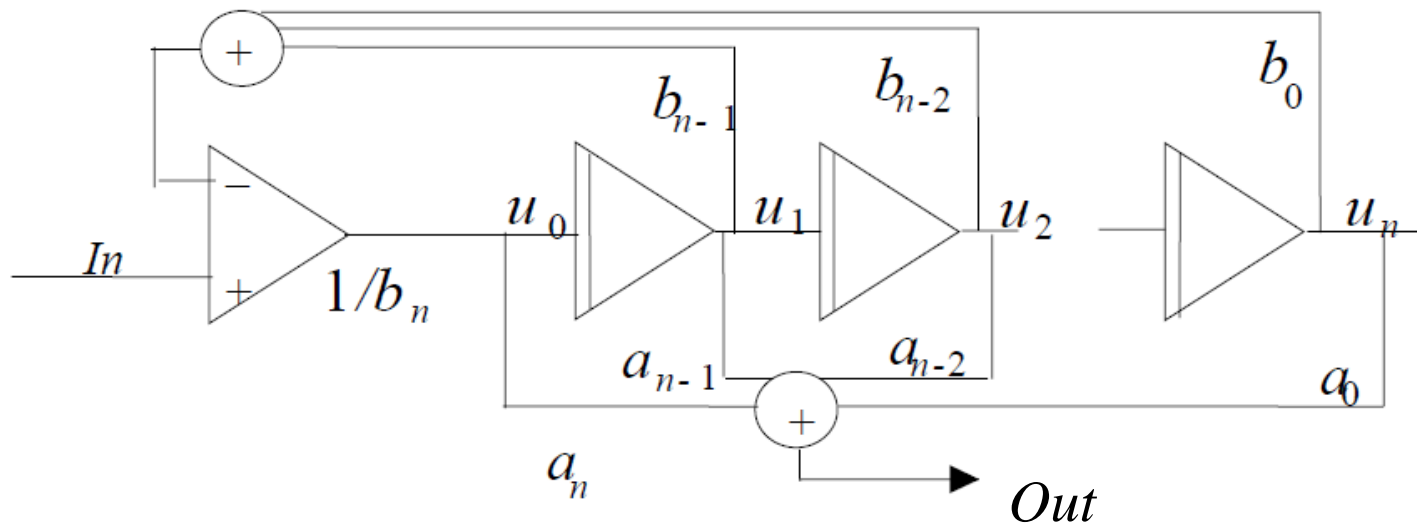 +
b₀
bₙ₋₂
bₙ₋₁
−
u₀ u₁ u₂ uₙ
In
+
1/bₙ
aₙ₋₁ aₙ₋₂ a₀
+
aₙ
Out